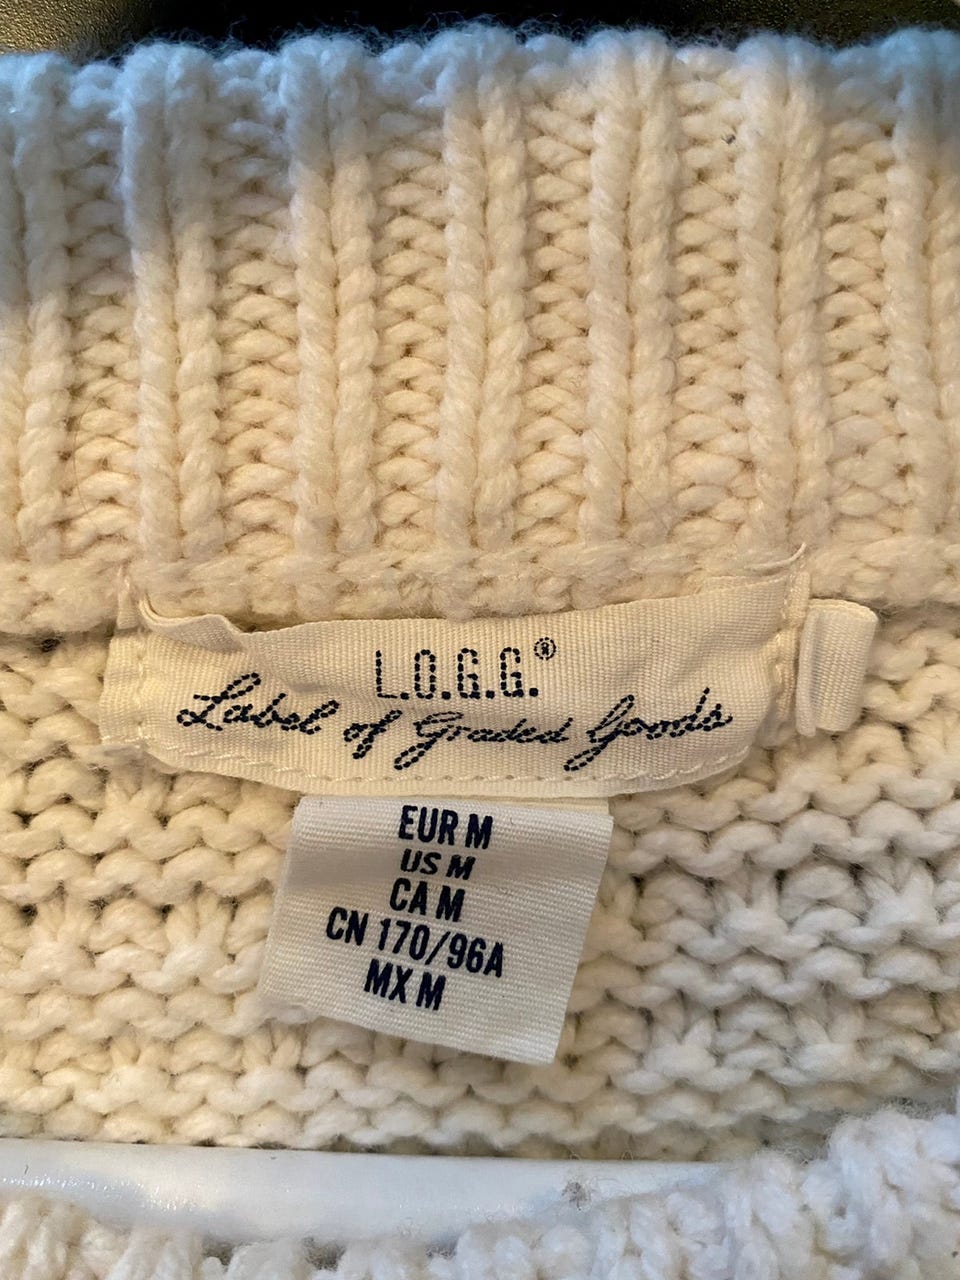 L.O.G.G.®
Label of Graded Goods
EUR M
US M
CA M
CN 170/96A
MX M